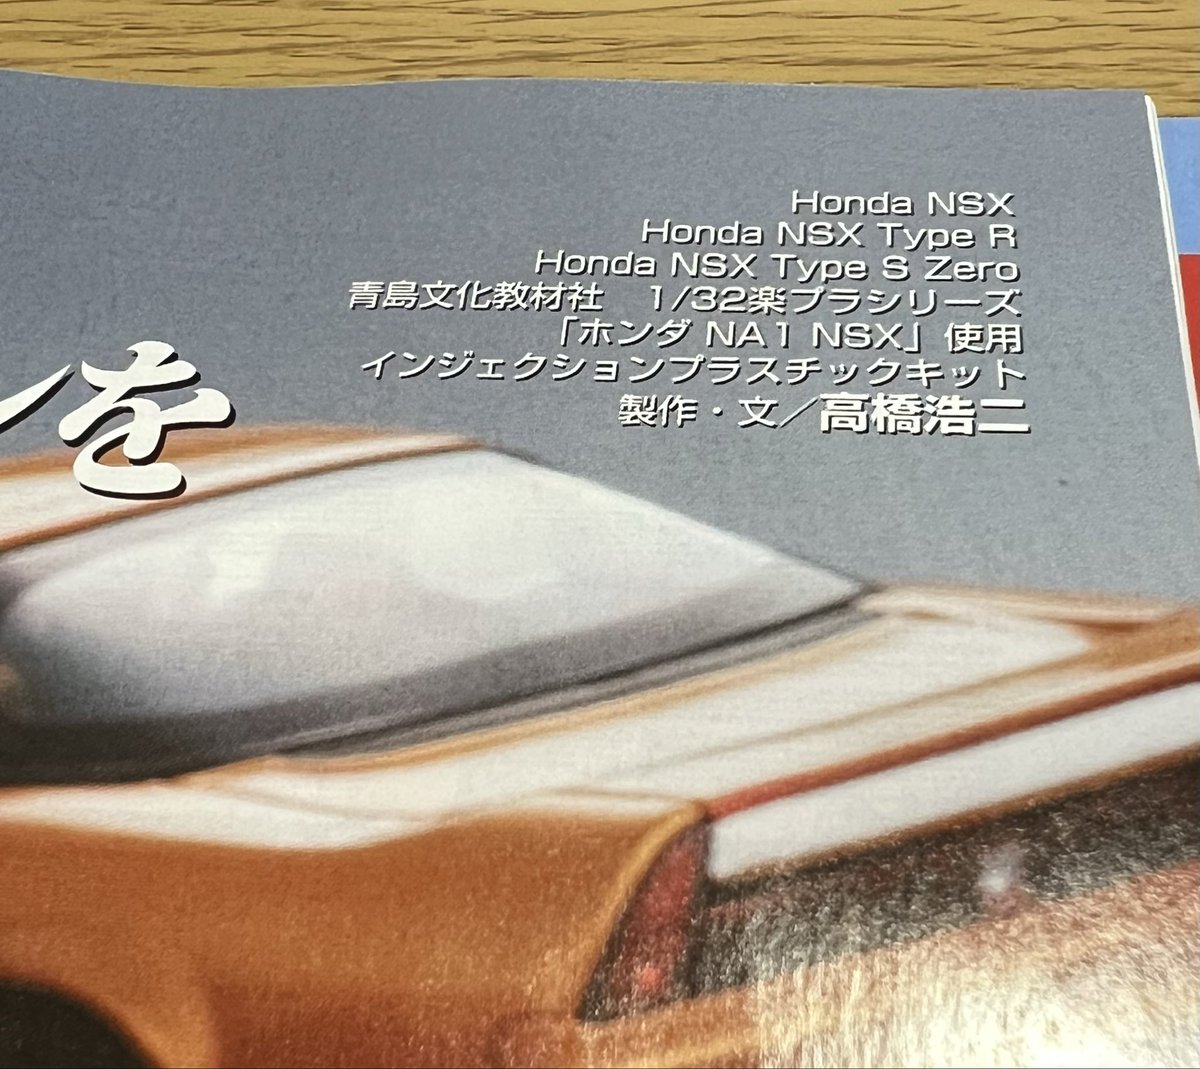 Honda NSX
Honda NSX Type R
Honda NSX Type S Zero
青島文化教材社　1/32楽プラシリーズ
「ホンダ NA1 NSX」使用
インジェクションプラスチックキット
製作・文／高橋浩二
を